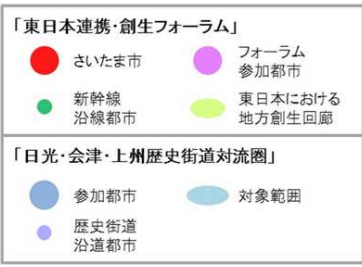 「東日本連携・創生フォーラム」
さいたま市
フォーラム
参加都市
新幹線
沿線都市
東日本における
地方創生回廊
「日光・会津・上州歴史街道対流圏」
参加都市
対象範囲
歴史街道
沿道都市